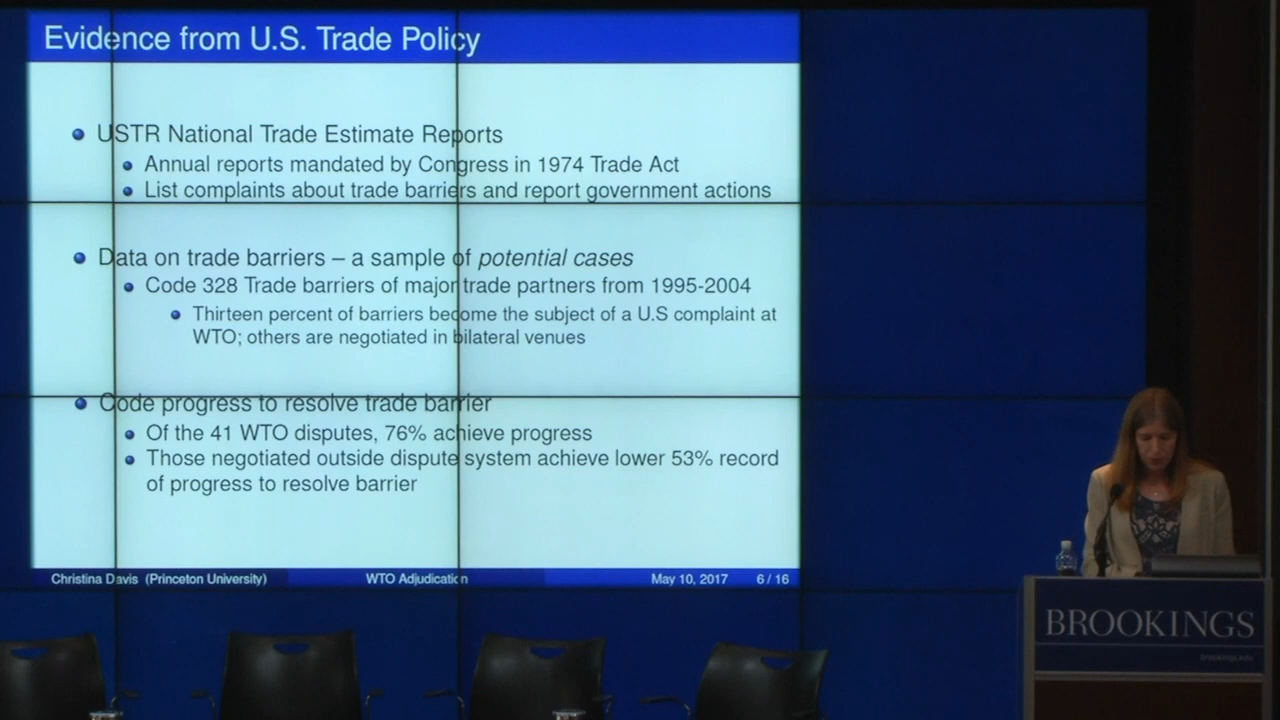 Evidence from U.S. Trade Policy
USTR National Trade Estimate Reports
Annual reports mandated by Congress in 1974 Trade Act
List complaints about trade barriers and report government actions
Data on trade barriers – a sample of potential cases
Code 328 Trade barriers of major trade partners from 1995-2004
Thirteen percent of barriers become the subject of a U.S complaint at
WTO; others are negotiated in bilateral venues
Code progress to resolve trade barrier
Of the 41 WTO disputes, 76% achieve progress
Those negotiated outside dispute system achieve lower 53% record
of progress to resolve barrier
Christina Davis (Princeton University) WTO Adjudication May 10, 2017 6 / 16
BROOKINGS
brookings.edu